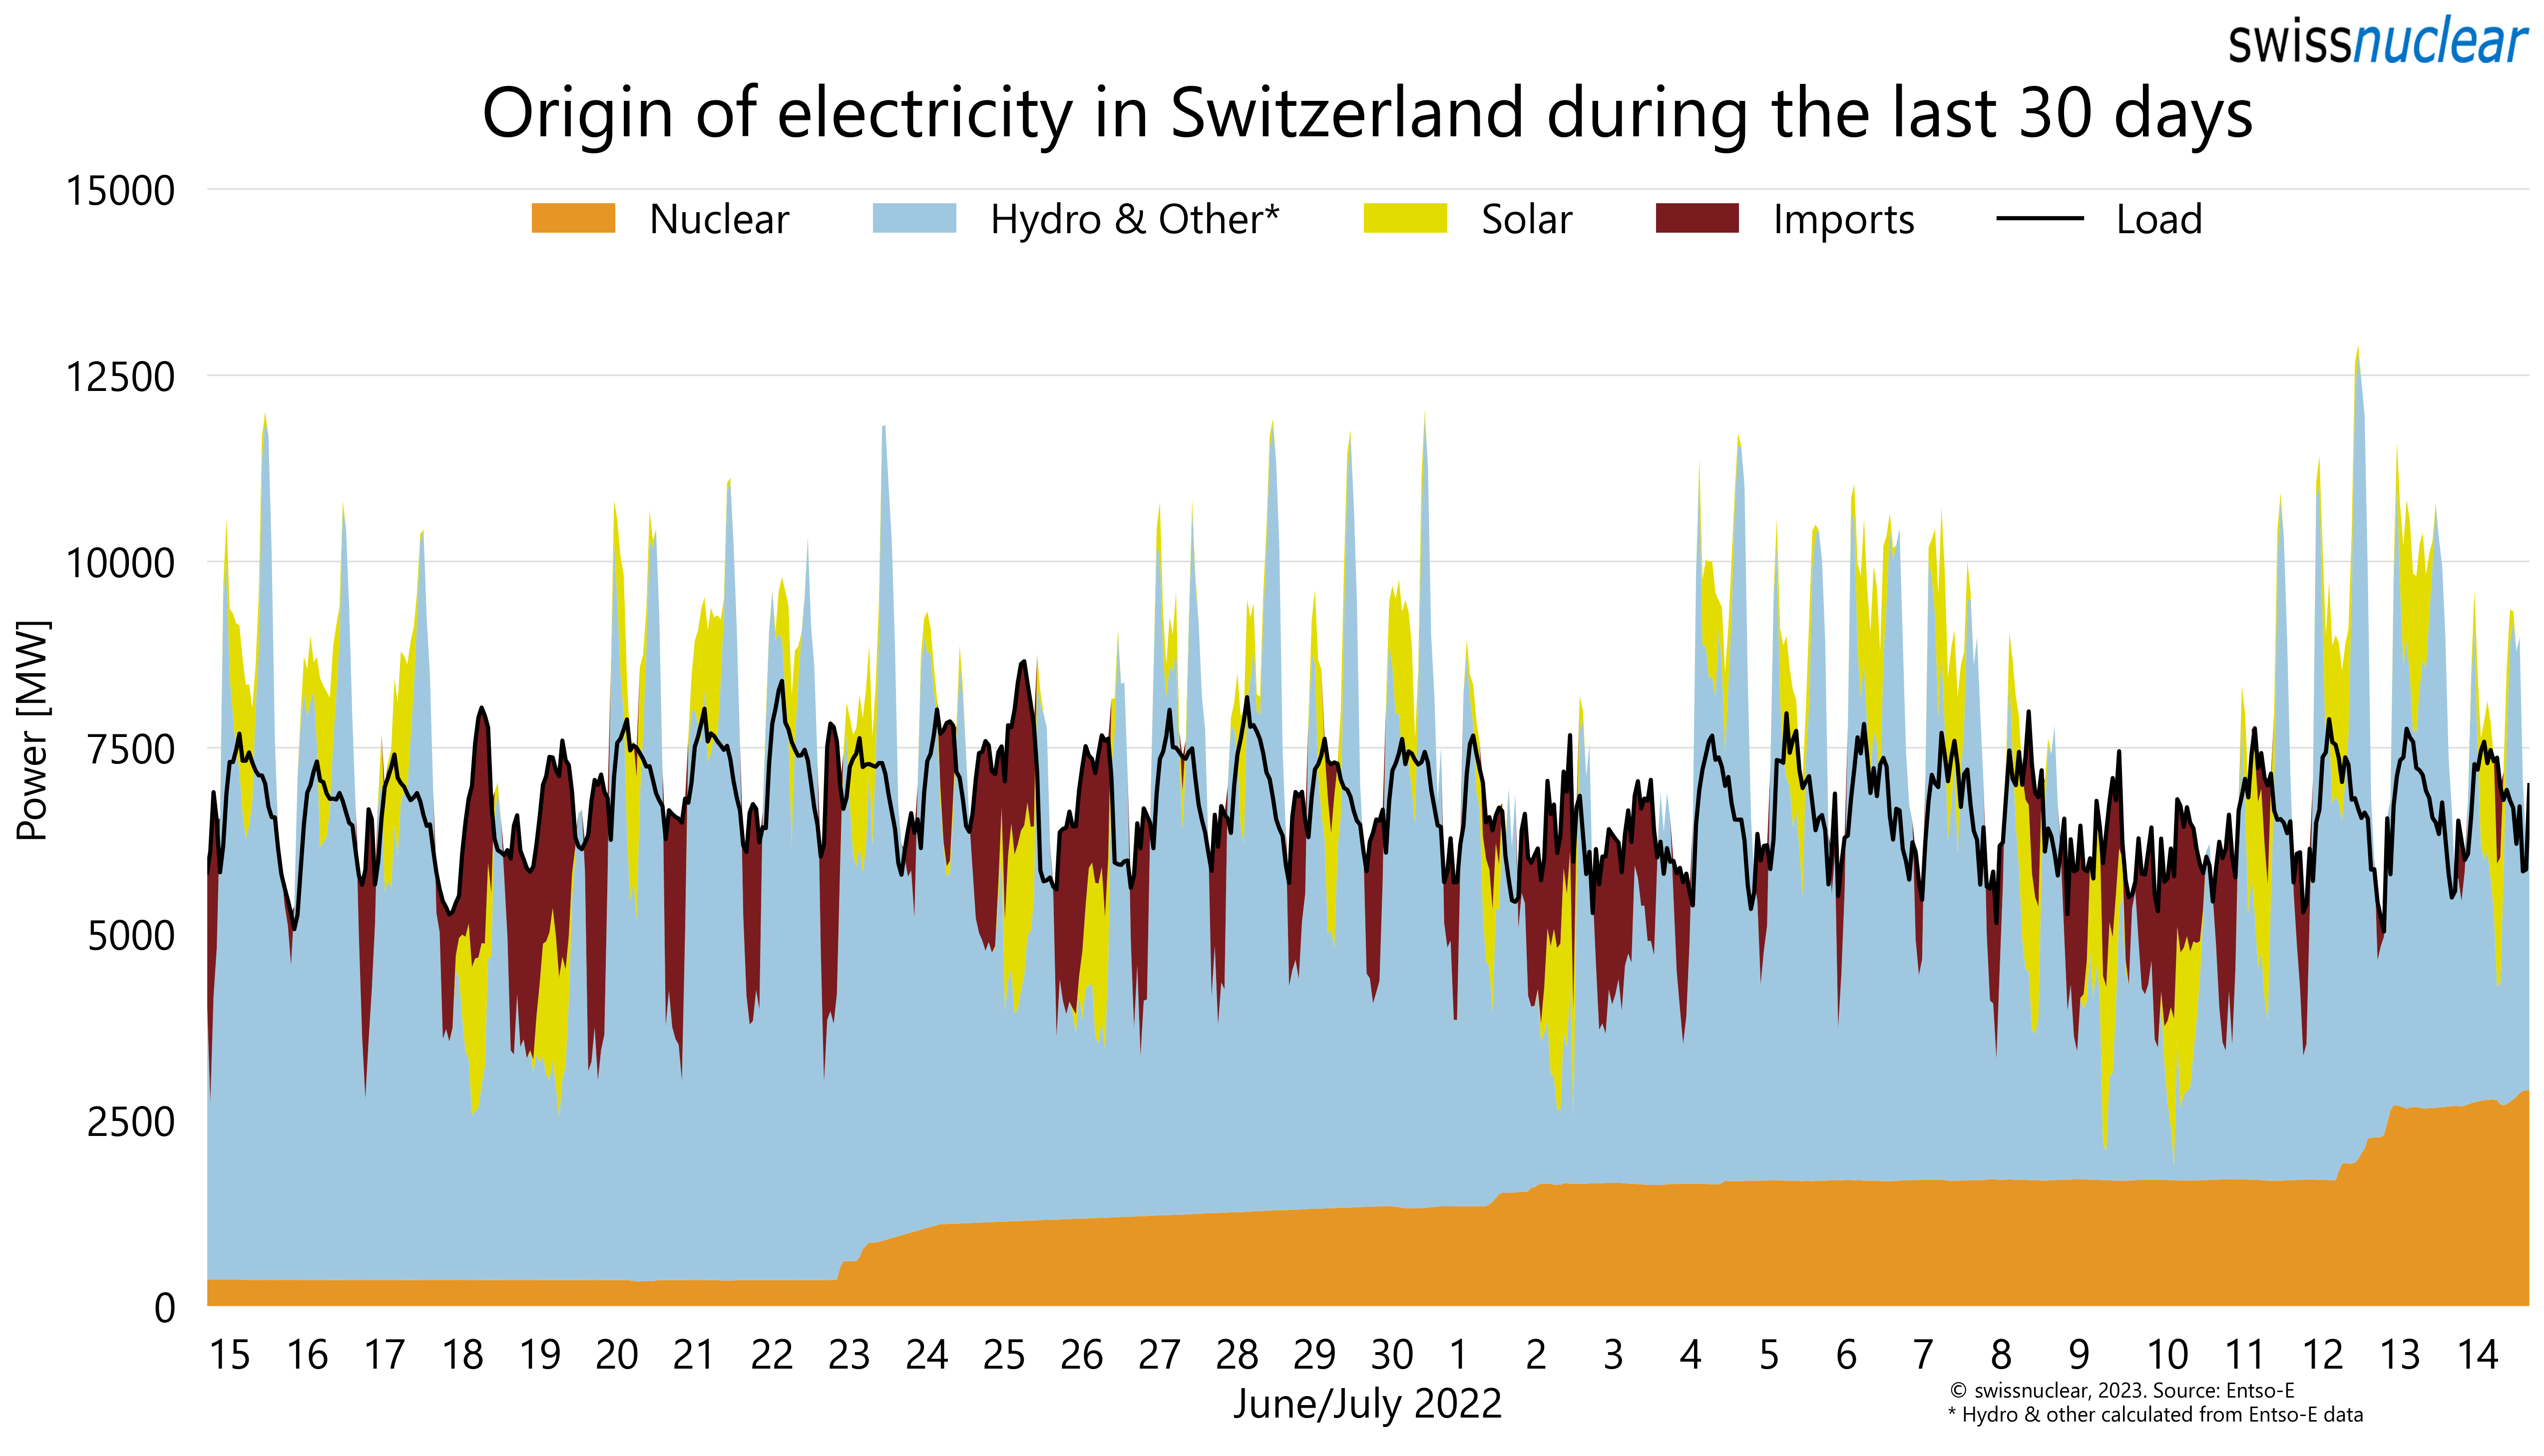 swissnuclear
Origin of electricity in Switzerland during the last 30 days
15000
Nuclear Hydro & Other* Solar Imports Load
12500
10000
7500
5000
2500
0
Power [MW]
15 16 17 18 19 20 21 22 23 24 25 26 27 28 29 30 1 2 3 4 5 6 7 8 9 10 11 12 13 14
June/July 2022
© swissnuclear, 2023. Source: Entso-E
* Hydro & other calculated from Entso-E data